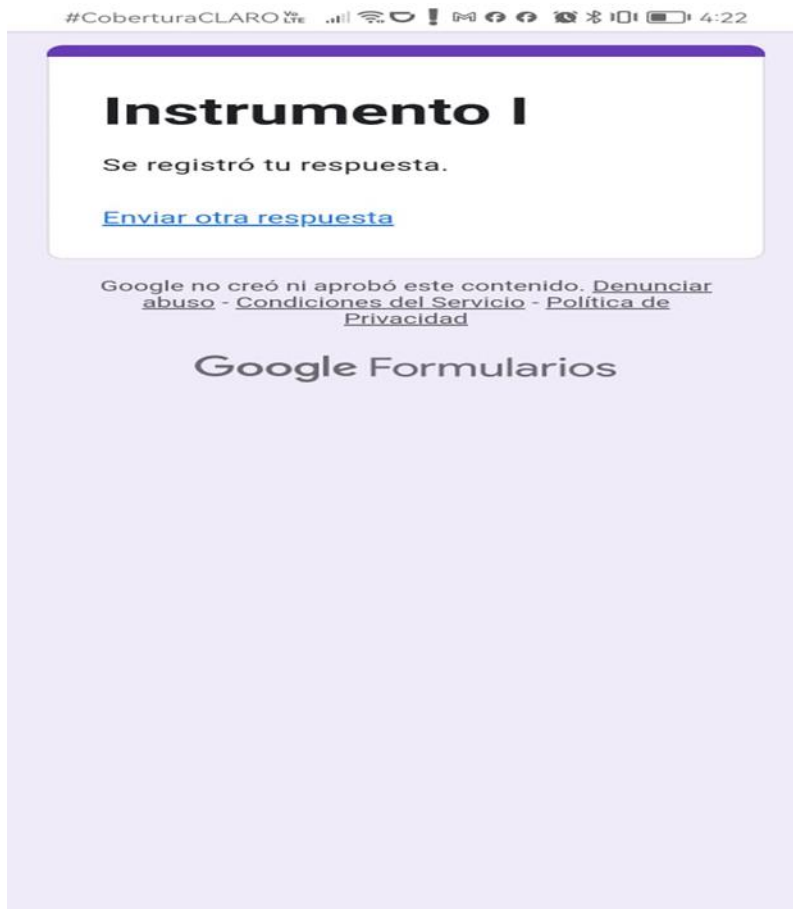 #CoberturaCLARO VoLTE 4:22
Instrumento I
Se registró tu respuesta.
Enviar otra respuesta
Google no creó ni aprobó este contenido. Denunciar
abuso - Condiciones del Servicio - Política de
Privacidad
Google Formularios